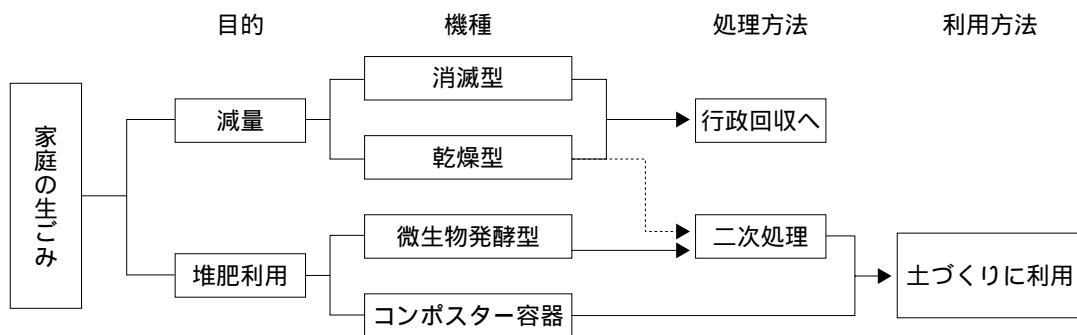 目的
機種
処理方法
利用方法
家庭の生ごみ
減量
消滅型
乾燥型
行政回収へ
堆肥利用
微生物発酵型
コンポスター容器
二次処理
土づくりに利用